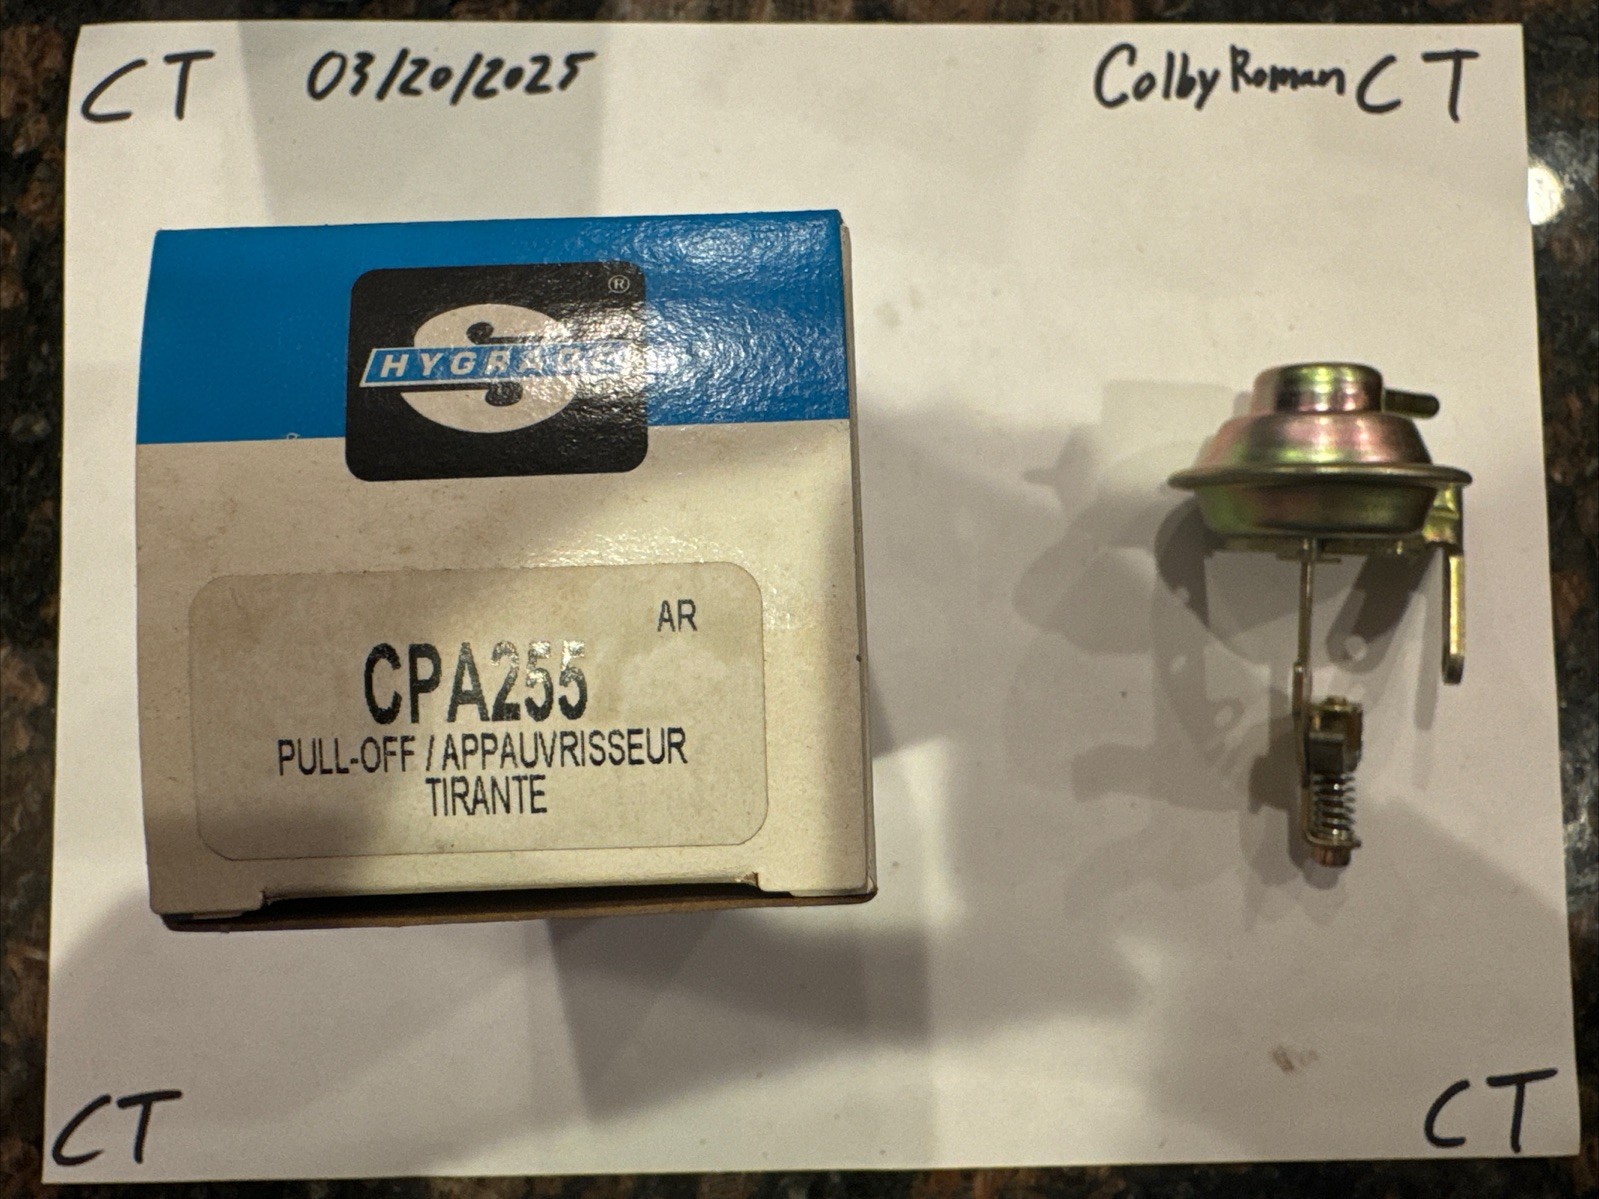 CT 03/20/2025 Colby Roman CT
®
S
HYGRADE
AR
CPA255
PULL-OFF / APPAUVRISSEUR
TIRANTE
CT CT